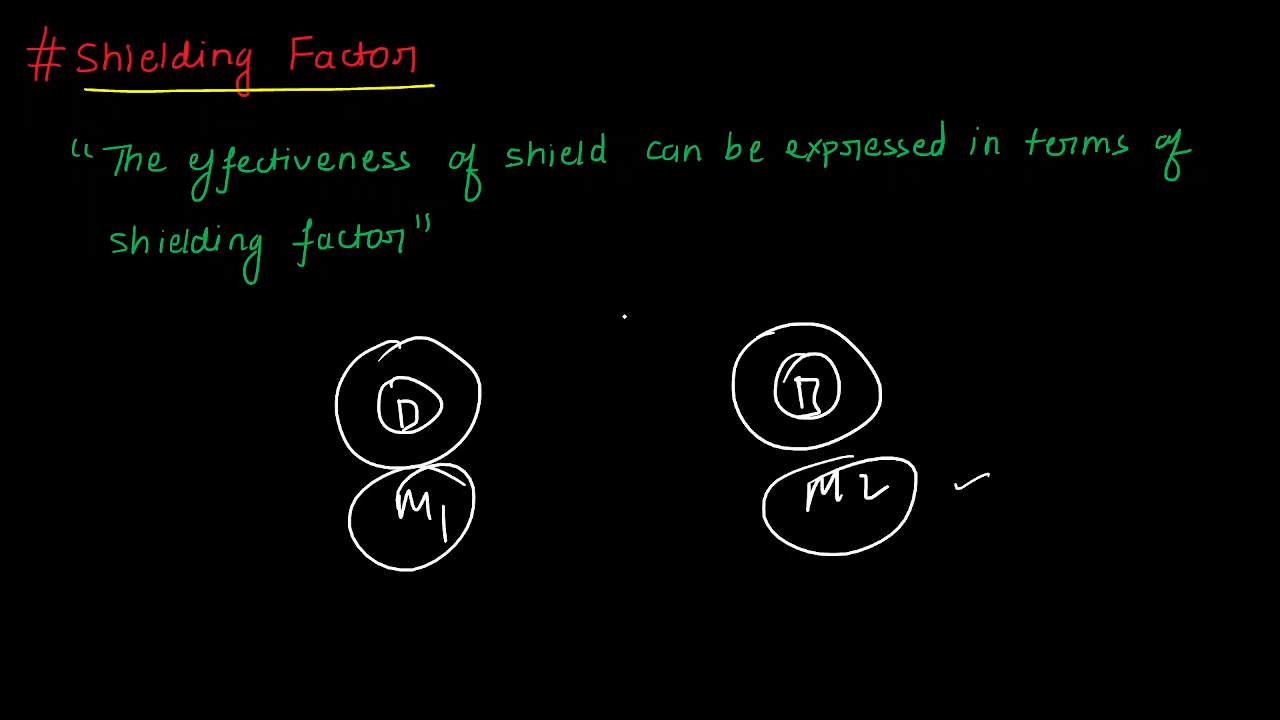 # Shielding Factor
"The effectiveness of shield can be expressed in terms of
shielding factor"
D
D
M1
M2